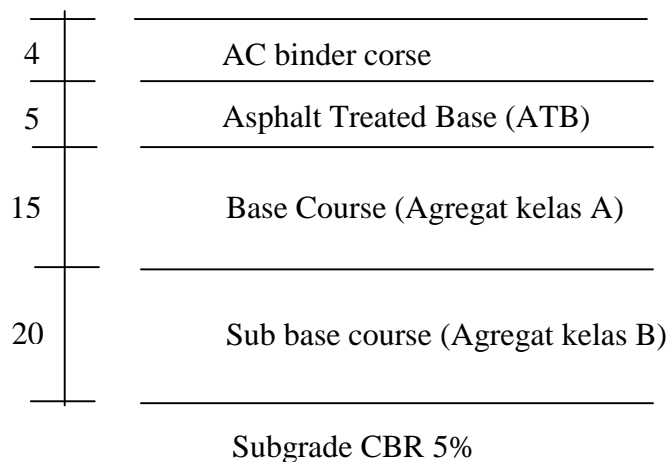 4 AC binder corse
5 Asphalt Treated Base (ATB)
15 Base Course (Agregat kelas A)
20 Sub base course (Agregat kelas B)
Subgrade CBR 5%